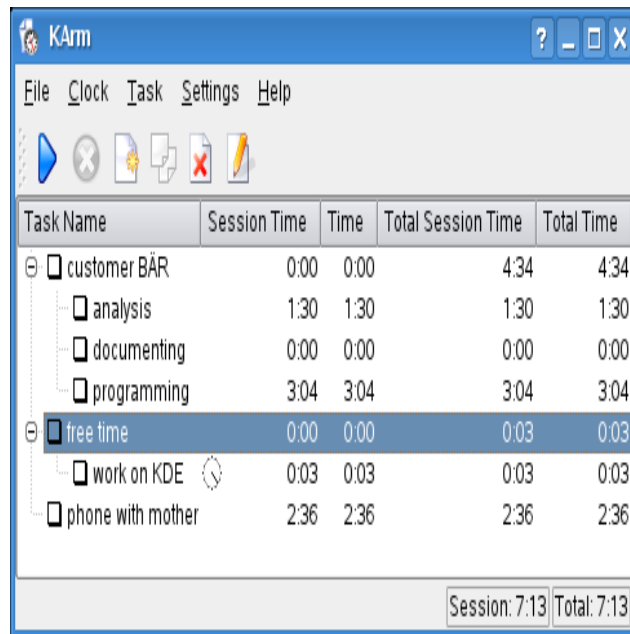 KArm
File Clock Task Settings Help
Task Name Session Time Time Total Session Time Total Time
customer BÄR 0:00 0:00 4:34 4:34
analysis 1:30 1:30 1:30 1:30
documenting 0:00 0:00 0:00 0:00
programming 3:04 3:04 3:04 3:04
free time 0:00 0:00 0:03 0:03
work on KDE 0:03 0:03 0:03 0:03
phone with mother 2:36 2:36 2:36 2:36
Session: 7:13 Total: 7:13